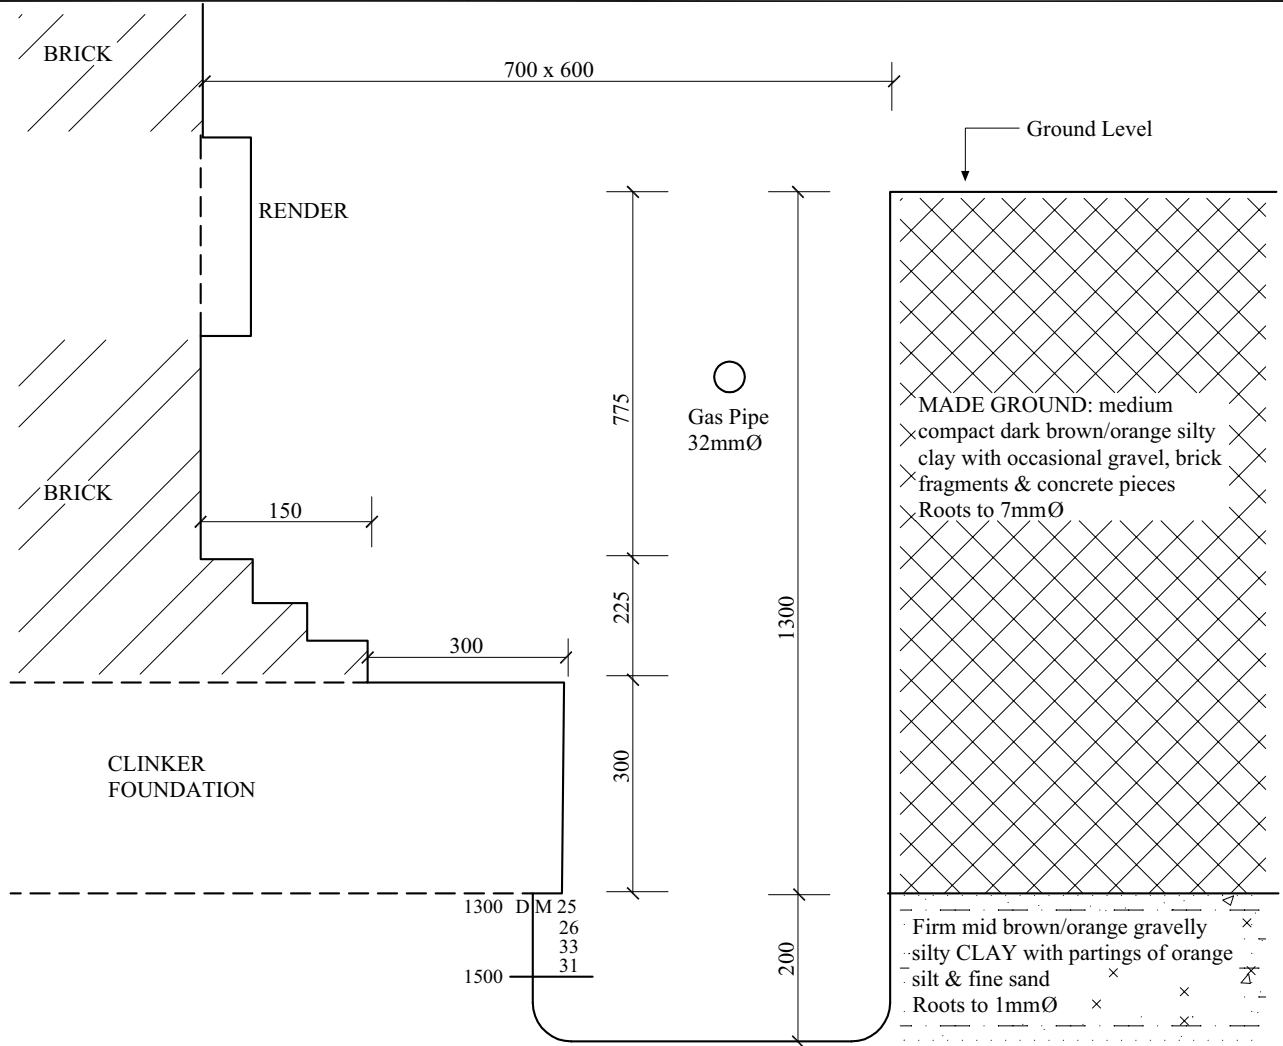 BRICK
700 x 600
Ground Level
RENDER
775
Gas Pipe
32mmØ
MADE GROUND: medium
compact dark brown/orange silty
clay with occasional gravel, brick
fragments & concrete pieces
Roots to 7mmØ
BRICK
150
225
1300
300
300
CLINKER
FOUNDATION
1300 D M 25
26
33
31
1500
200
Firm mid brown/orange gravelly
silty CLAY with partings of orange
silt & fine sand
Roots to 1mmØ